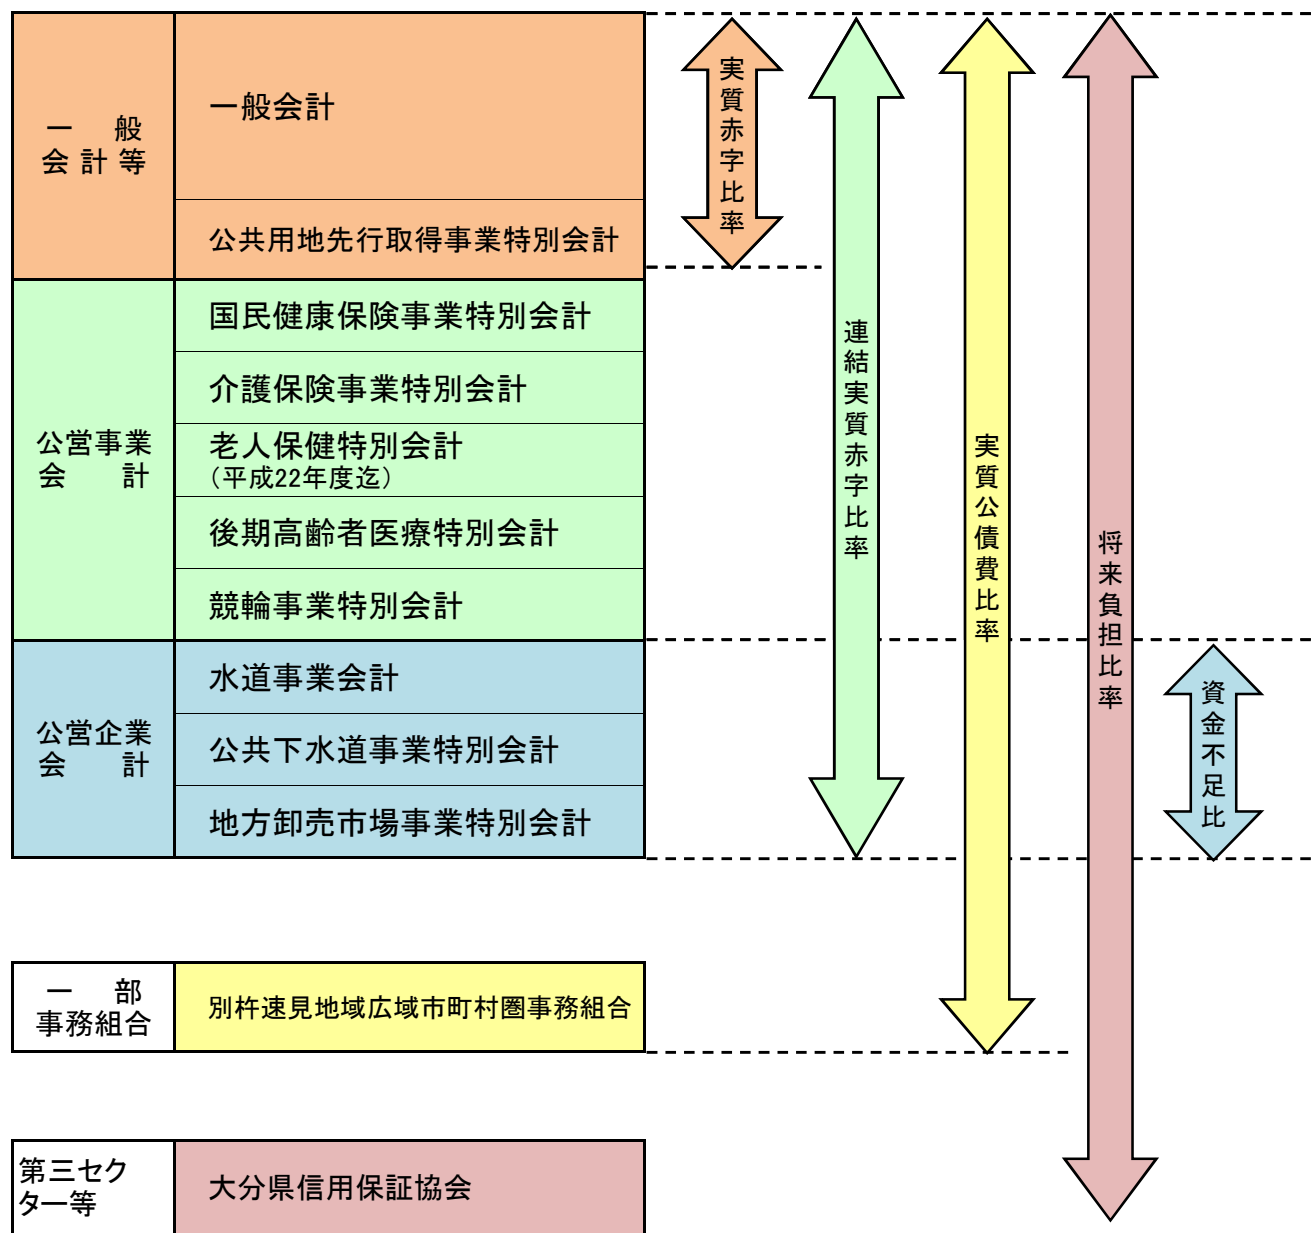 一　般
会計等
一般会計
公共用地先行取得事業特別会計
公営事業
会　　計
国民健康保険事業特別会計
介護保険事業特別会計
老人保健特別会計
（平成22年度迄）
後期高齢者医療特別会計
競輪事業特別会計
公営企業
会　　計
水道事業会計
公共下水道事業特別会計
地方卸売市場事業特別会計
一　部
事務組合
別杵速見地域広域市町村圏事務組合
第三セク
ター等
大分県信用保証協会
実質赤字比率
連結実質赤字比率
実質公債費比率
将来負担比率
資金不足比